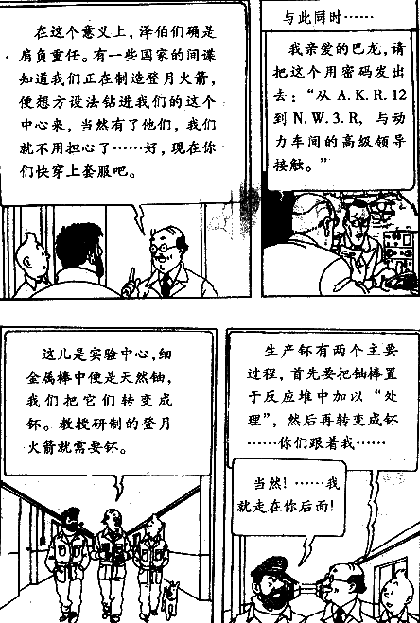 在这个意义上，泽伯们确是
肩负重任。有一些国家的间谍
知道我们正在制造登月火箭，
便想方设法钻进我们的这个
中心来，当然有了他们，我们
就不用担心了……好，现在你
们快穿上套服吧。
与此同时……
我亲爱的巴龙，请
把这个用密码发出
去：“从A.K.R.12
到N.W.3.R，与动
力车间的高级领导
接触。”
这儿是实验中心，细
金属棒中便是天然铀，
我们把它们转变成
钚。教授研制的登月
火箭就需要钚。
生产钚有两个主要
过程，首先要把铀棒置
于反应堆中加以“处
理”，然后再转变成钚
……你们跟着我……
当然！……我
就走在你后面！